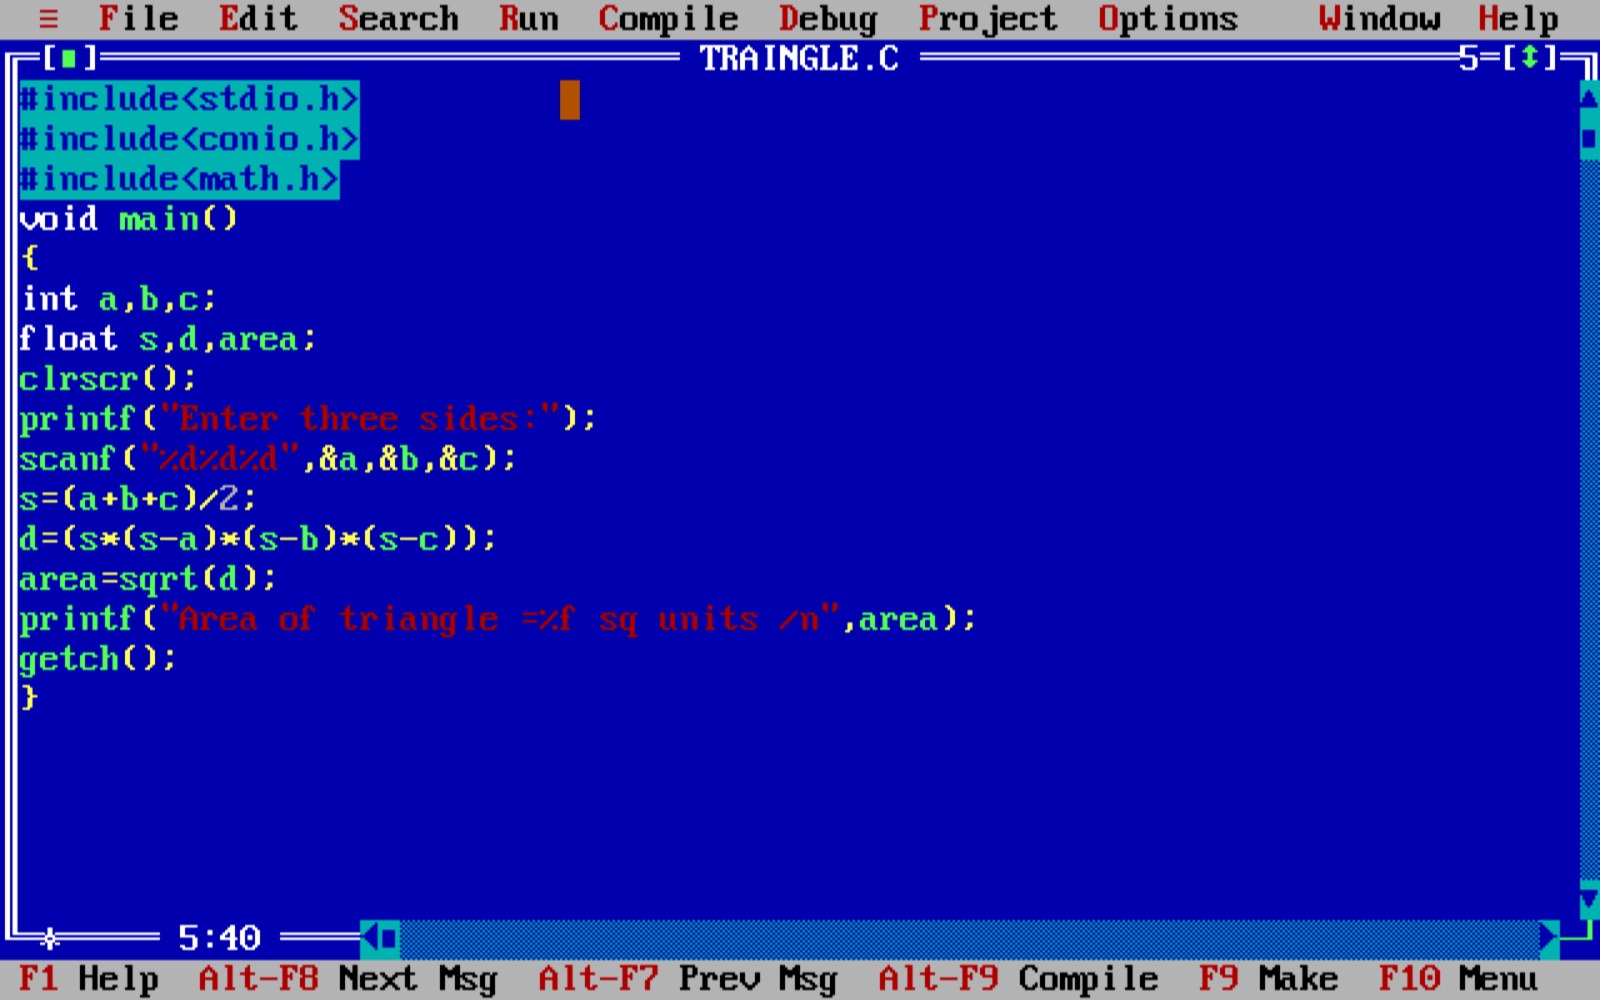 ≡ File Edit Search Run Compile Debug Project Options Window Help
[■] TRAINGLE.C 5=[↕]
#include<stdio.h>
#include<conio.h>
#include<math.h>
void main()
{
int a,b,c;
float s,d,area;
clrscr();
printf("Enter three sides:");
scanf("%d%d%d",&a,&b,&c);
s=(a+b+c)/2;
d=(s*(s-a)*(s-b)*(s-c));
area=sqrt(d);
printf("Area of triangle =%f sq units /n",area);
getch();
}
5:40
F1 Help Alt-F8 Next Msg Alt-F7 Prev Msg Alt-F9 Compile F9 Make F10 Menu